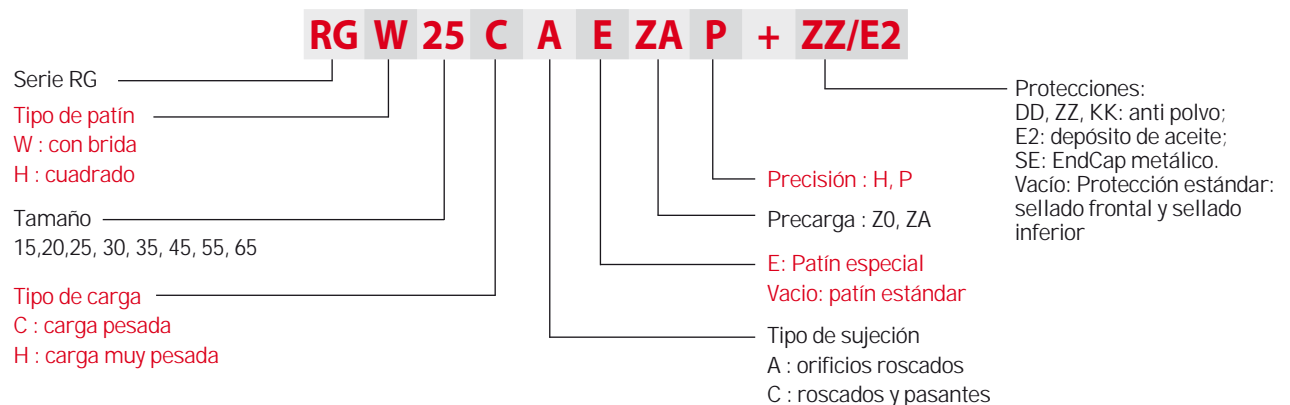 RG W 25 C A E ZA P + ZZ/E2
Serie RG
Tipo de patín
W : con brida
H : cuadrado
Tamaño
15,20,25, 30, 35, 45, 55, 65
Tipo de carga
C : carga pesada
H : carga muy pesada
Protecciones:
DD, ZZ, KK: anti polvo;
E2: depósito de aceite;
SE: EndCap metálico.
Vacío: Protección estándar:
sellado frontal y sellado
inferior
Precisión : H, P
Precarga : Z0, ZA
E: Patín especial
Vacio: patín estándar
Tipo de sujeción
A : orificios roscados
C : roscados y pasantes